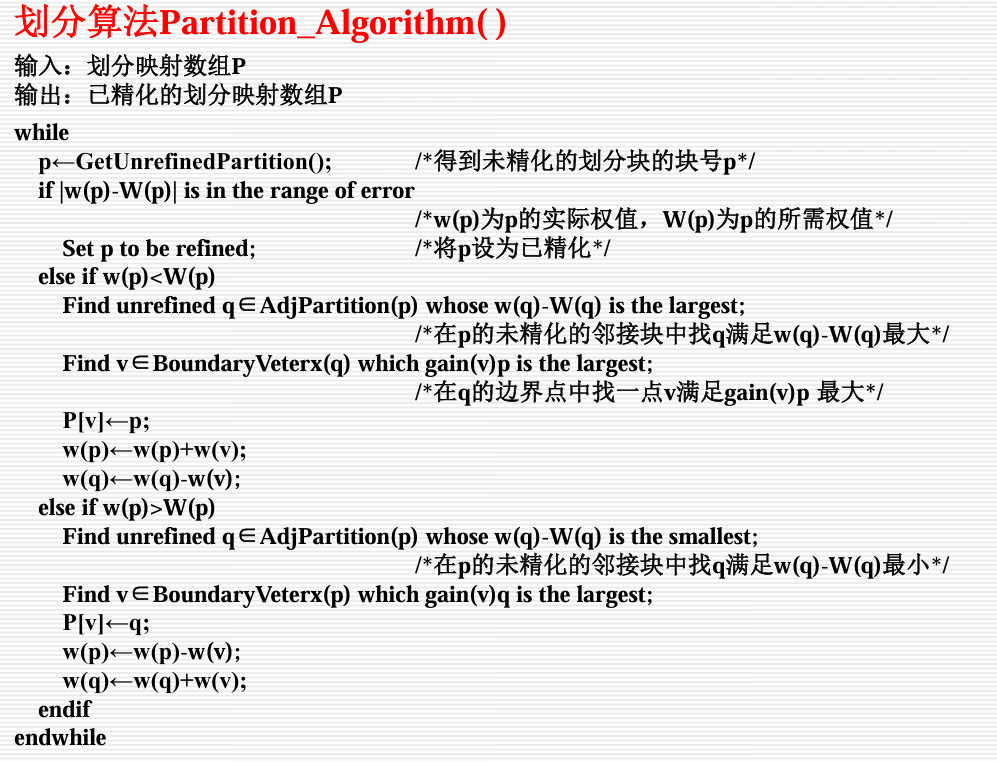 划分算法Partition_Algorithm( )
输入：划分映射数组P
输出：已精化的划分映射数组P
while
p←GetUnrefinedPartition(); /*得到未精化的划分块的块号p*/
if |w(p)-W(p)| is in the range of error
/*w(p)为p的实际权值，W(p)为p的所需权值*/
Set p to be refined; /*将p设为已精化*/
else if w(p)<W(p)
Find unrefined q∈AdjPartition(p) whose w(q)-W(q) is the largest;
/*在p的未精化的邻接块中找q满足w(q)-W(q)最大*/
Find v∈BoundaryVeterx(q) which gain(v)p is the largest;
/*在q的边界点中找一点v满足gain(v)p 最大*/
P[v]←p;
w(p)←w(p)+w(v);
w(q)←w(q)-w(v);
else if w(p)>W(p)
Find unrefined q∈AdjPartition(p) whose w(q)-W(q) is the smallest;
/*在p的未精化的邻接块中找q满足w(q)-W(q)最小*/
Find v∈BoundaryVeterx(p) which gain(v)q is the largest;
P[v]←q;
w(p)←w(p)-w(v);
w(q)←w(q)+w(v);
endif
endwhile